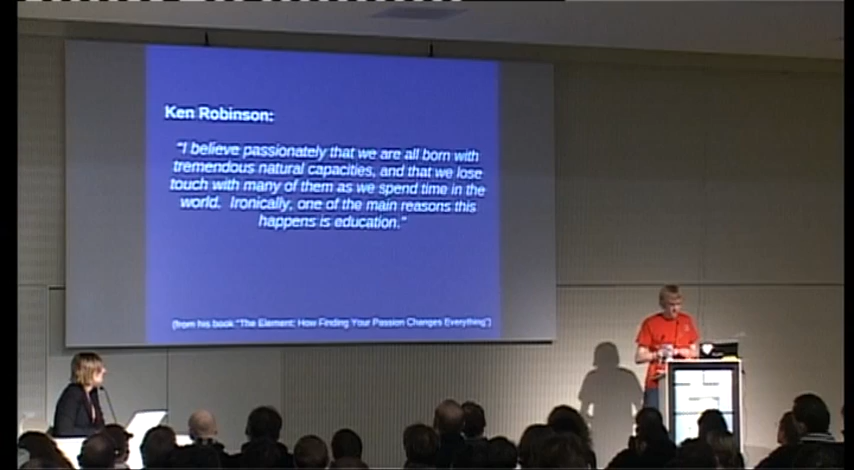 Ken Robinson:
“I believe passionately that we are all born with
tremendous natural capacities, and that we lose
touch with many of them as we spend time in the
world.  Ironically, one of the main reasons this
happens is education.”
(from his book “The Element: How Finding Your Passion Changes Everything”)